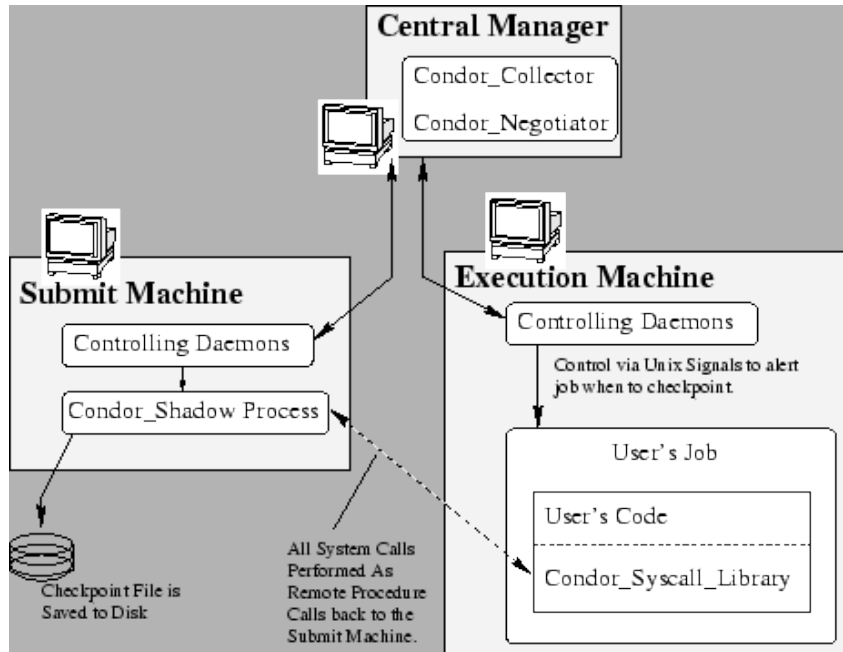 Central Manager
Condor_Collector
Condor_Negotiator
Submit Machine
Controlling Daemons
Condor_Shadow Process
Checkpoint File is
Saved to Disk
All System Calls
Performed As
Remote Procedure
Calls back to the
Submit Machine.
Execution Machine
Controlling Daemons
Control via Unix Signals to alert
job when to checkpoint.
User's Job
User's Code
Condor_Syscall_Library